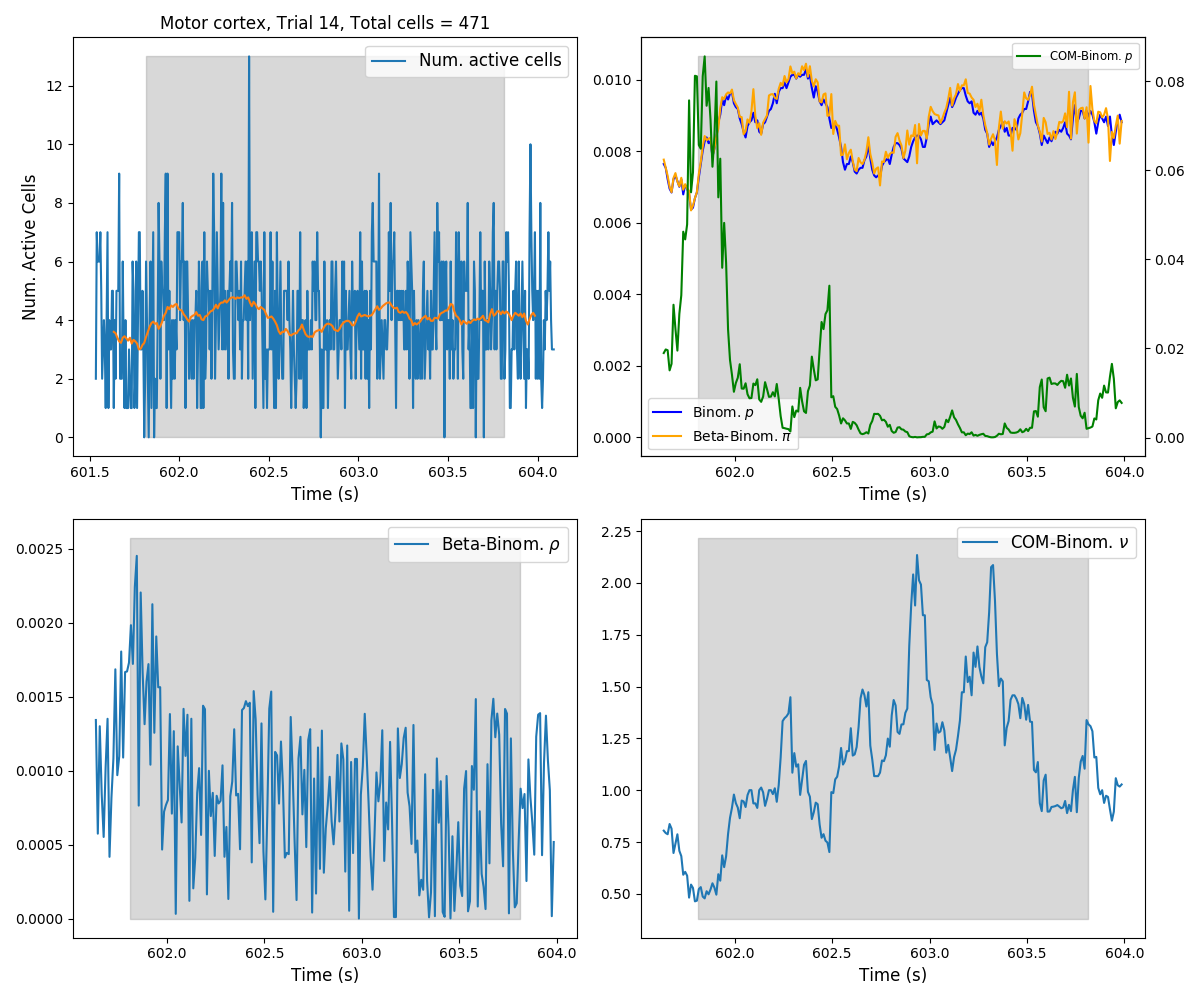 Motor cortex, Trial 14, Total cells = 471
Num. active cells
Num. Active Cells
12
10
8
6
4
2
0
601.5 602.0 602.5 603.0 603.5 604.0
Time (s)
COM-Binom. p
0.010
0.008
0.006
0.004
0.002
0.000
0.08
0.06
0.04
0.02
0.00
Binom. p
Beta-Binom. π
602.0 602.5 603.0 603.5 604.0
Time (s)
Beta-Binom. ρ
0.0025
0.0020
0.0015
0.0010
0.0005
0.0000
602.0 602.5 603.0 603.5 604.0
Time (s)
COM-Binom. ν
2.25
2.00
1.75
1.50
1.25
1.00
0.75
0.50
602.0 602.5 603.0 603.5 604.0
Time (s)